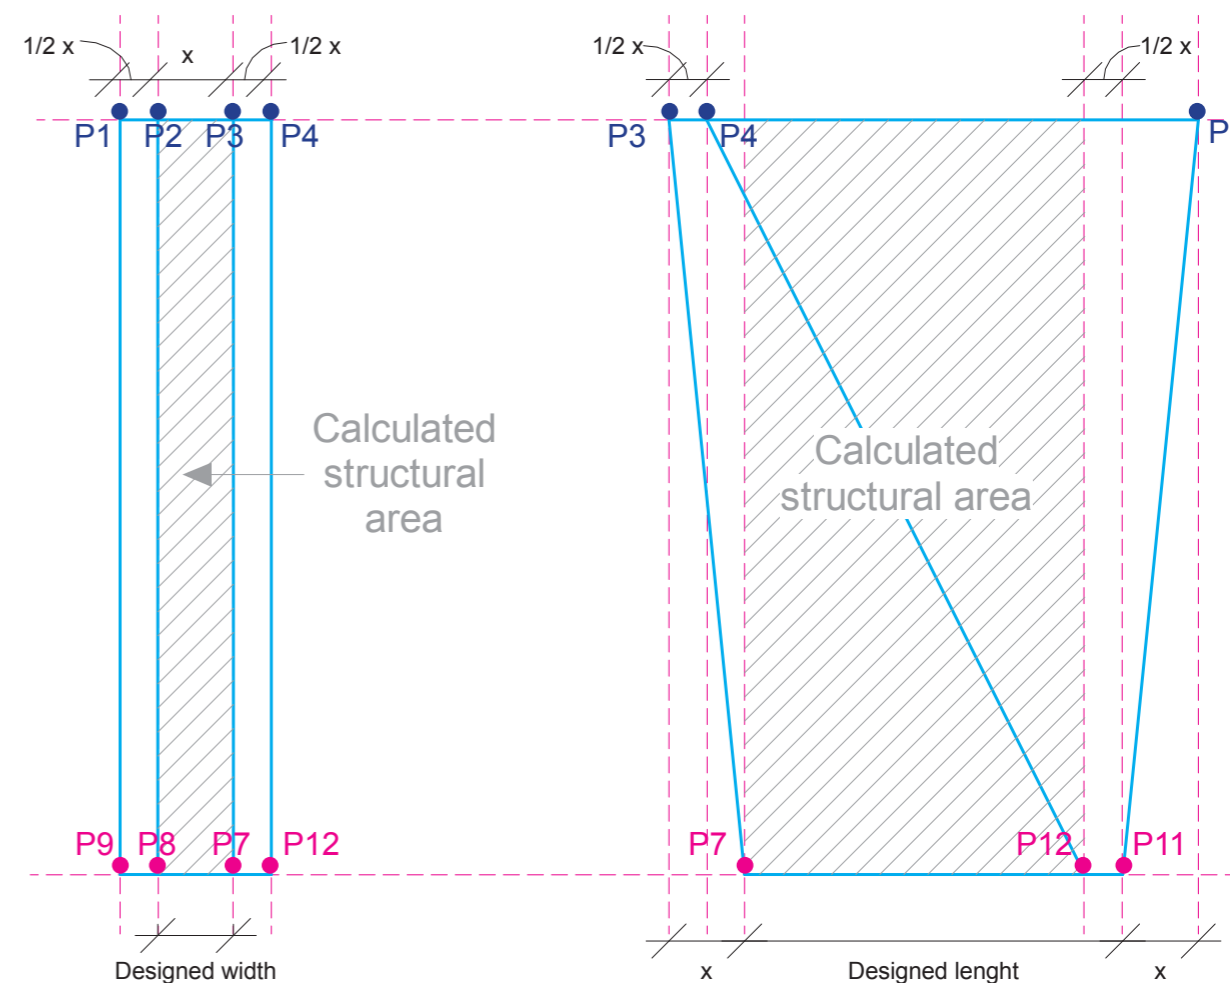 1/2 x
x
1/2 x
1/2 x
1/2 x
P1
P2
P3
P4
P3
P4
P
Calculated
structural
area
Calculated
structural area
P9
P8
P7
P12
P7
P12
P11
Designed width
x
Designed lenght
x